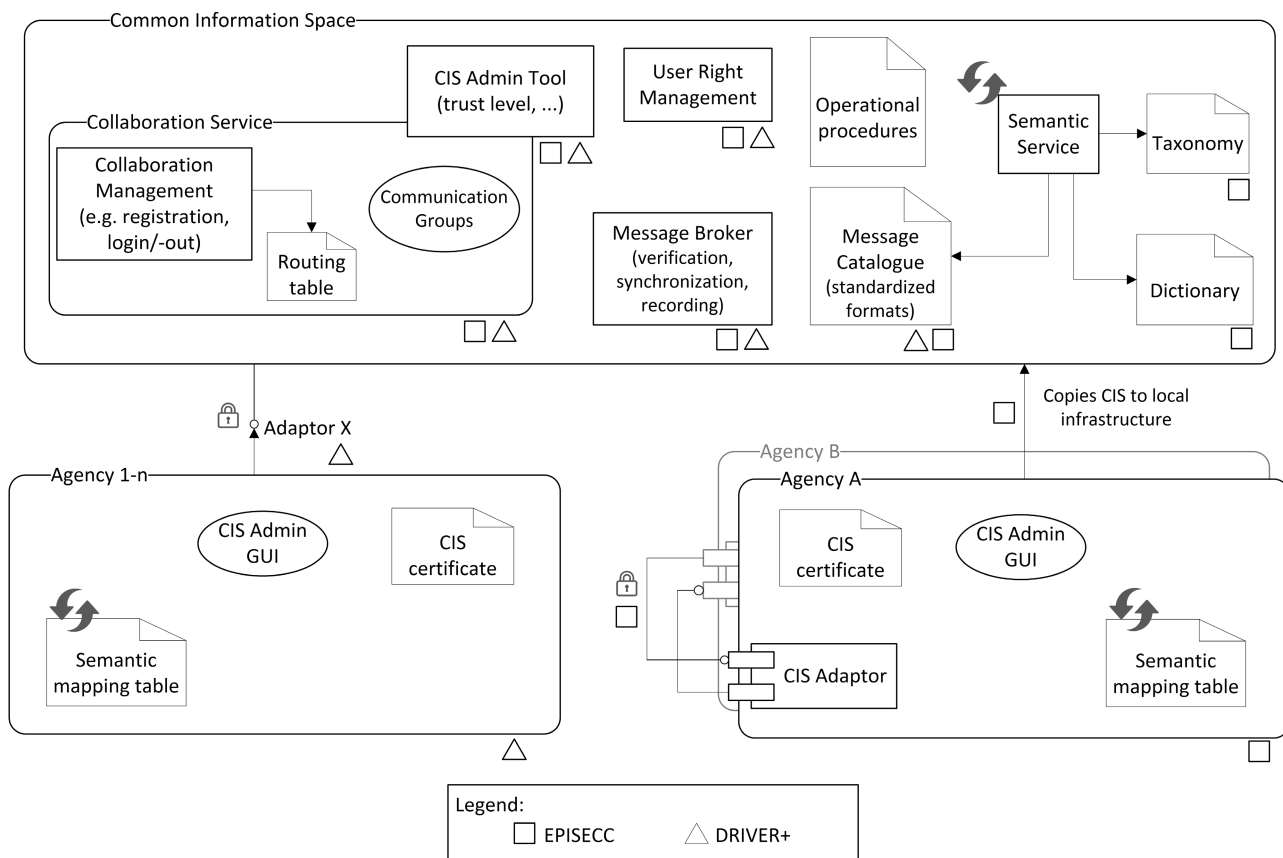 Common Information Space
CIS Admin Tool
(trust level, ...)
User Right
Management
Operational
procedures
Semantic
Service
Taxonomy
Collaboration Service
Collaboration
Management
(e.g. registration,
login/-out)
Communication
Groups
Routing
table
Message Broker
(verification,
synchronization,
recording)
Message
Catalogue
(standardized
formats)
Dictionary
Adaptor X
Copies CIS to local
infrastructure
Agency 1-n
CIS Admin
GUI
CIS
certificate
Semantic
mapping table
Agency B
Agency A
CIS
certificate
CIS Admin
GUI
CIS Adaptor
Semantic
mapping table
Legend:
EPISECC
DRIVER+